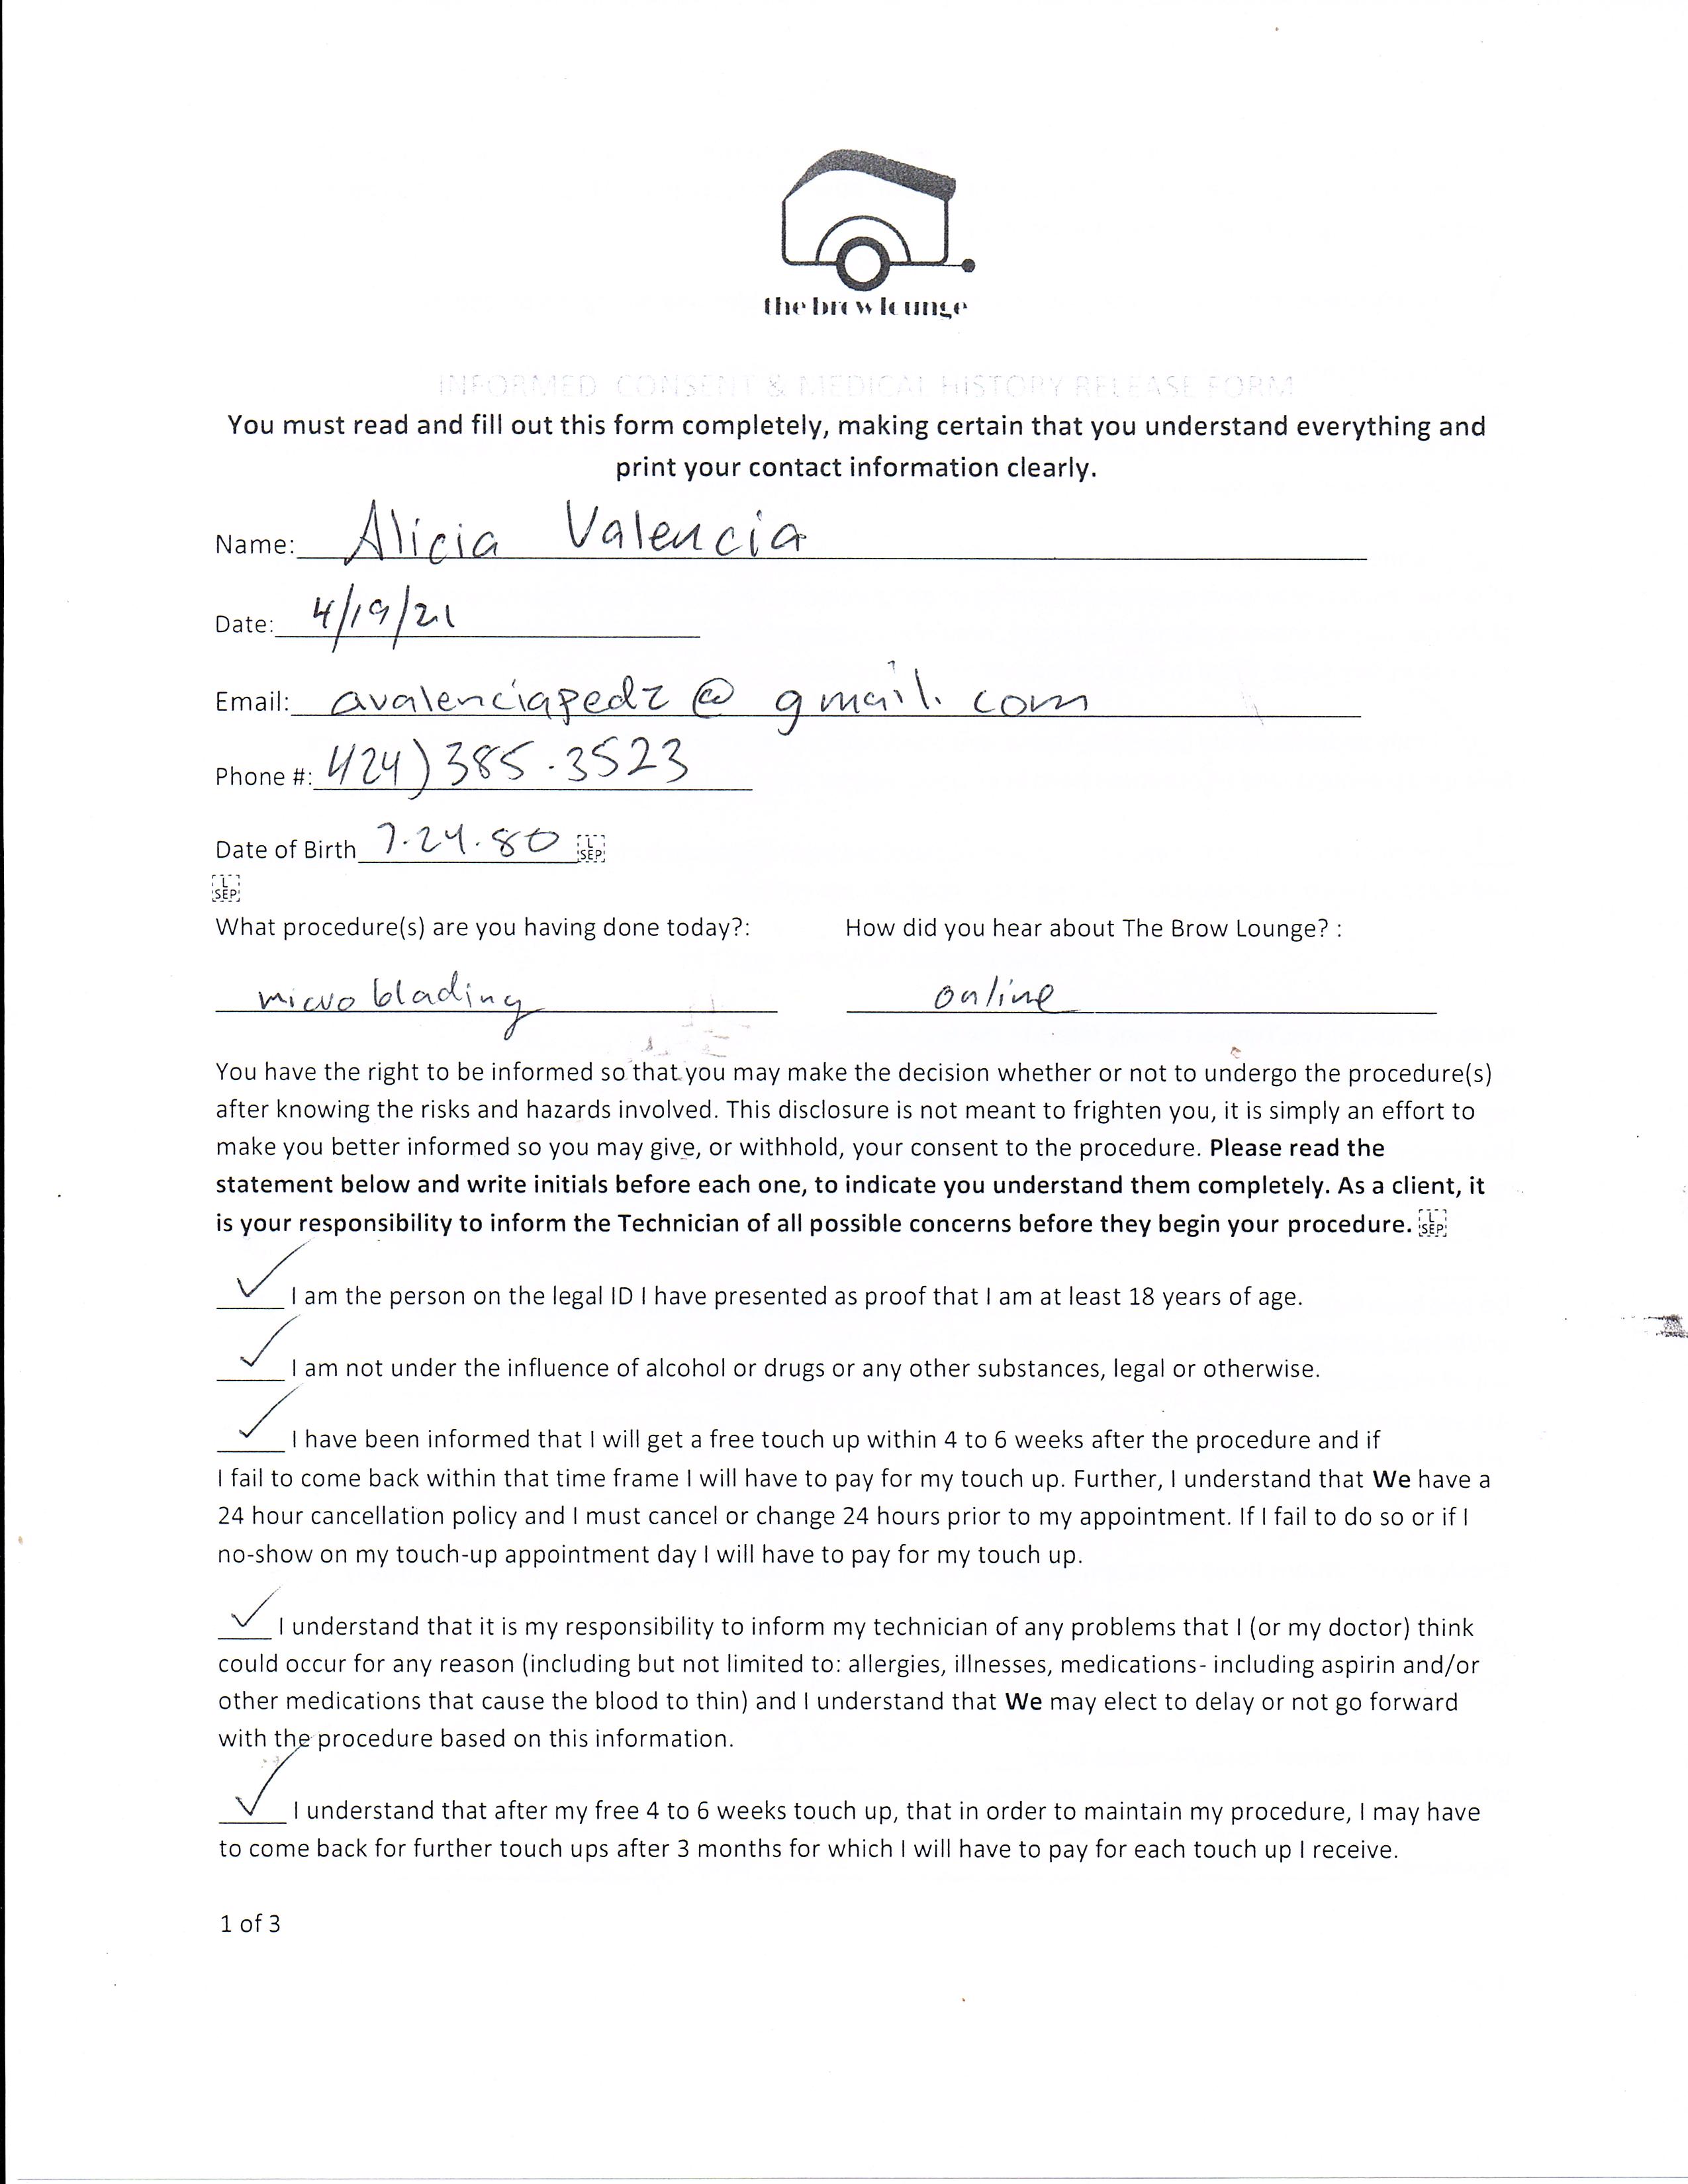 the brow lounge
INFORMED CONSENT & MEDICAL HISTORY RELEASE FORM
You must read and fill out this form completely, making certain that you understand everything and
print your contact information clearly.
Name: Alicia Valencia
Date: 4/19/21
Email: avalenciapedz@gmail.com
Phone #: 424) 385.3523
Date of Birth 7.24.80 L SEP
L SEP
What procedure(s) are you having done today?: How did you hear about The Brow Lounge? :
micro blading online
You have the right to be informed so that you may make the decision whether or not to undergo the procedure(s)
after knowing the risks and hazards involved. This disclosure is not meant to frighten you, it is simply an effort to
make you better informed so you may give, or withhold, your consent to the procedure. Please read the
statement below and write initials before each one, to indicate you understand them completely. As a client, it
is your responsibility to inform the Technician of all possible concerns before they begin your procedure. L SEP
✓ I am the person on the legal ID I have presented as proof that I am at least 18 years of age.
✓ I am not under the influence of alcohol or drugs or any other substances, legal or otherwise.
✓ I have been informed that I will get a free touch up within 4 to 6 weeks after the procedure and if
I fail to come back within that time frame I will have to pay for my touch up. Further, I understand that We have a
24 hour cancellation policy and I must cancel or change 24 hours prior to my appointment. If I fail to do so or if I
no-show on my touch-up appointment day I will have to pay for my touch up.
✓ I understand that it is my responsibility to inform my technician of any problems that I (or my doctor) think
could occur for any reason (including but not limited to: allergies, illnesses, medications- including aspirin and/or
other medications that cause the blood to thin) and I understand that We may elect to delay or not go forward
with the procedure based on this information.
✓ I understand that after my free 4 to 6 weeks touch up, that in order to maintain my procedure, I may have
to come back for further touch ups after 3 months for which I will have to pay for each touch up I receive.
1 of 3